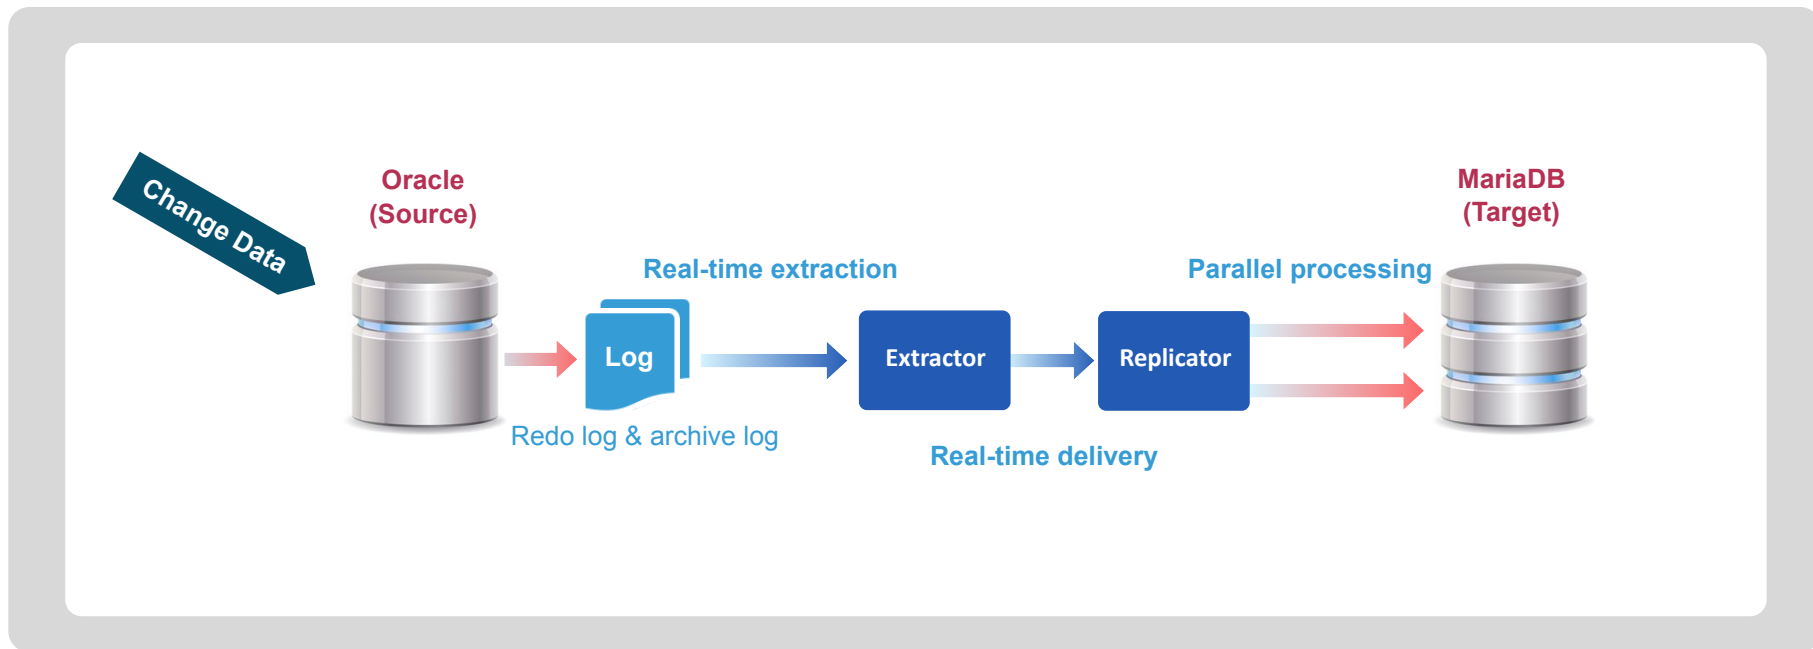 Change Data
Oracle
(Source)
Log
Redo log & archive log
Real-time extraction
Extractor
Real-time delivery
Replicator
Parallel processing
MariaDB
(Target)